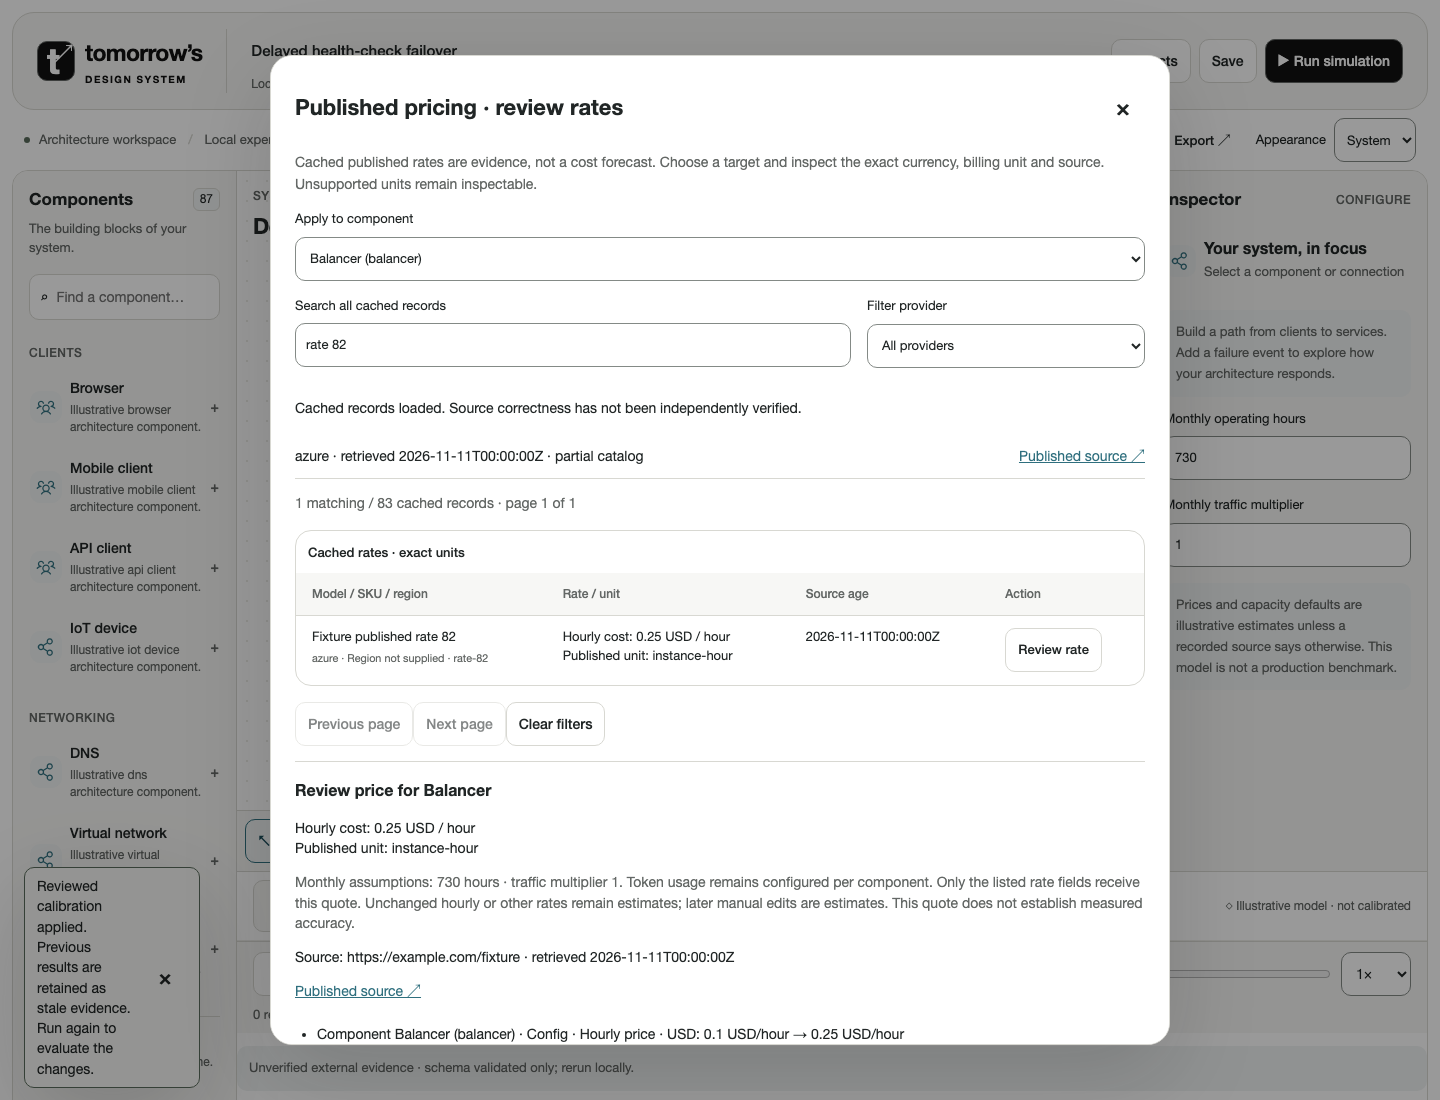 tomorrow's
DESIGN SYSTEM
Delayed health-check failover
Save
▶ Run simulation
Architecture workspace / Local
Export ↗
Appearance
System
Components
87
The building blocks of your
system.
Find a component…
CLIENTS
Browser
Illustrative browser
architecture component.
+
Mobile client
Illustrative mobile client
architecture component.
+
API client
Illustrative api client
architecture component.
+
IoT device
Illustrative iot device
architecture component.
+
NETWORKING
DNS
Illustrative dns
architecture component.
+
Virtual network
Illustrative virtual
+
+
Reviewed
calibration
applied.
Previous
results are
retained as
stale evidence.
Run again to
evaluate the
changes.
×
Published pricing · review rates
×
Cached published rates are evidence, not a cost forecast. Choose a target and inspect the exact currency, billing unit and source.
Unsupported units remain inspectable.
Apply to component
Balancer (balancer)
Search all cached records
Filter provider
rate 82
All providers
Cached records loaded. Source correctness has not been independently verified.
azure · retrieved 2026-11-11T00:00:00Z · partial catalog
Published source ↗
1 matching / 83 cached records · page 1 of 1
Cached rates · exact units
Model / SKU / region
Rate / unit
Source age
Action
Fixture published rate 82
azure · Region not supplied · rate-82
Hourly cost: 0.25 USD / hour
Published unit: instance-hour
2026-11-11T00:00:00Z
Review rate
Previous page
Next page
Clear filters
Review price for Balancer
Hourly cost: 0.25 USD / hour
Published unit: instance-hour
Monthly assumptions: 730 hours · traffic multiplier 1. Token usage remains configured per component. Only the listed rate fields receive
this quote. Unchanged hourly or other rates remain estimates; later manual edits are estimates. This quote does not establish measured
accuracy.
Source: https://example.com/fixture · retrieved 2026-11-11T00:00:00Z
Published source ↗
• Component Balancer (balancer) · Config · Hourly price · USD: 0.1 USD/hour → 0.25 USD/hour
nspector
CONFIGURE
Your system, in focus
Select a component or connection
Build a path from clients to services.
Add a failure event to explore how
your architecture responds.
Monthly operating hours
730
Monthly traffic multiplier
1
Prices and capacity defaults are
illustrative estimates unless a
recorded source says otherwise. This
model is not a production benchmark.
◇ Illustrative model · not calibrated
1×
Unverified external evidence · schema validated only; rerun locally.